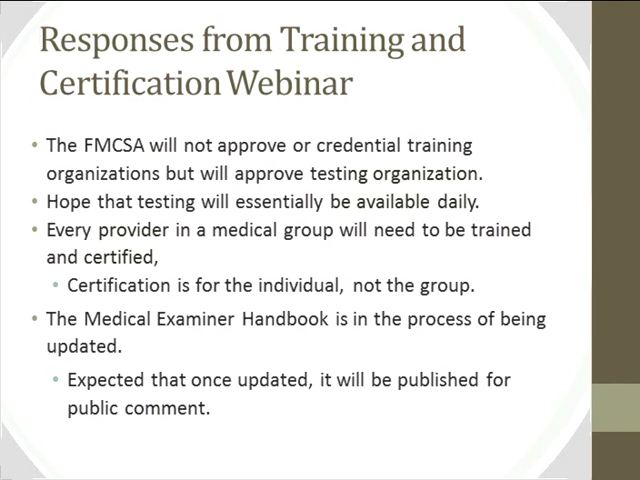 Responses from Training and
Certification Webinar
• The FMCSA will not approve or credential training
organizations but will approve testing organization.
• Hope that testing will essentially be available daily.
• Every provider in a medical group will need to be trained
and certified,
• Certification is for the individual, not the group.
• The Medical Examiner Handbook is in the process of being
updated.
• Expected that once updated, it will be published for
public comment.